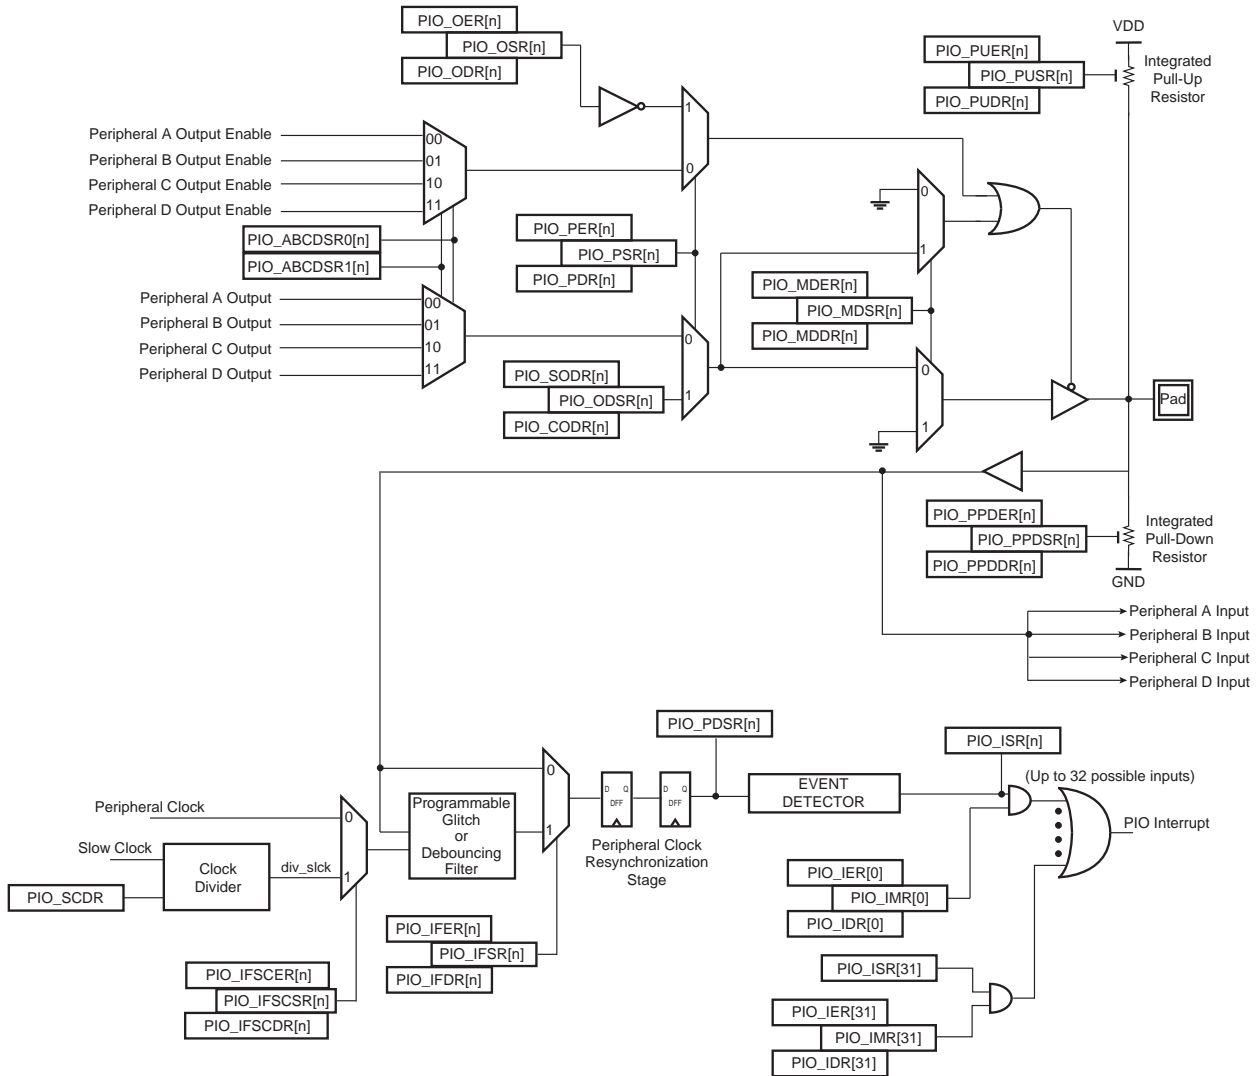 PIO_OER[n]
PIO_OSR[n]
PIO_ODR[n]
VDD
PIO_PUER[n]
PIO_PUSR[n]
PIO_PUDR[n]
Integrated
Pull-Up
Resistor
1
0
Peripheral A Output Enable
Peripheral B Output Enable
Peripheral C Output Enable
Peripheral D Output Enable
00
01
10
11
PIO_ABCDSR0[n]
PIO_ABCDSR1[n]
PIO_PER[n]
PIO_PSR[n]
PIO_PDR[n]
0
1
PIO_MDER[n]
PIO_MDSR[n]
PIO_MDDR[n]
Peripheral A Output
Peripheral B Output
Peripheral C Output
Peripheral D Output
00
01
10
11
0
1
PIO_SODR[n]
PIO_ODSR[n]
PIO_CODR[n]
0
1
Pad
PIO_PPDER[n]
PIO_PPDSR[n]
PIO_PPDDR[n]
Integrated
Pull-Down
Resistor
GND
Peripheral A Input
Peripheral B Input
Peripheral C Input
Peripheral D Input
PIO_PDSR[n]
PIO_ISR[n]
(Up to 32 possible inputs)
Peripheral Clock
Slow Clock
PIO_SCDR
Clock
Divider
div_slck
0
1
Programmable
Glitch
or
Debouncing
Filter
0
1
D Q
DFF
D Q
DFF
Peripheral Clock
Resynchronization
Stage
EVENT
DETECTOR
PIO Interrupt
PIO_IER[0]
PIO_IMR[0]
PIO_IDR[0]
PIO_IFER[n]
PIO_IFSR[n]
PIO_IFDR[n]
PIO_IFSCER[n]
PIO_IFSCSR[n]
PIO_IFSCDR[n]
PIO_ISR[31]
PIO_IER[31]
PIO_IMR[31]
PIO_IDR[31]